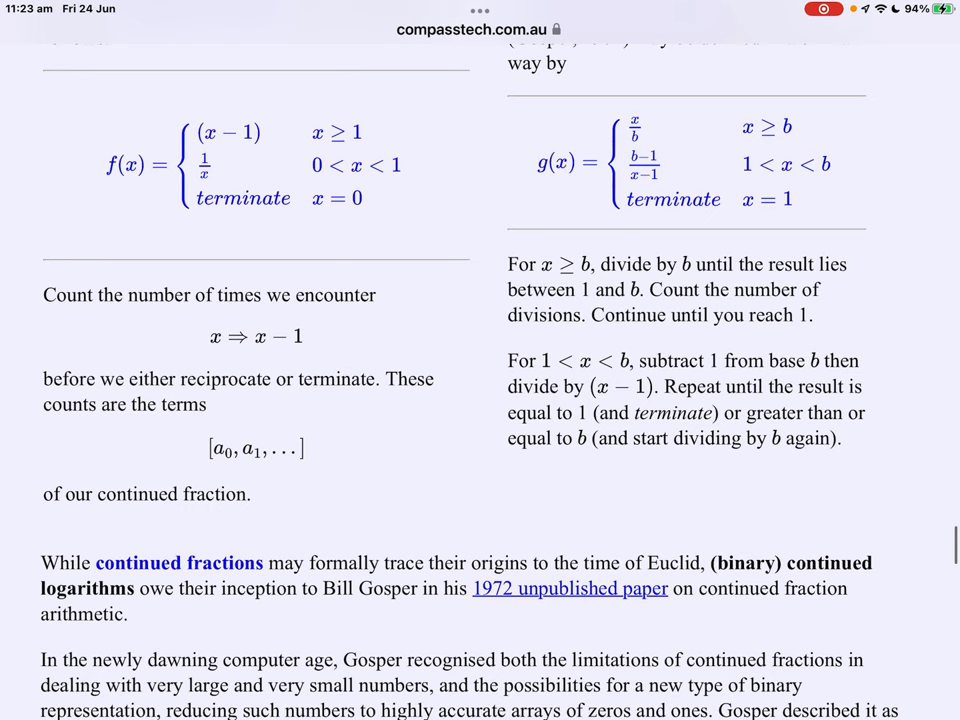 11:23 am Fri 24 Jun
94%
compasstech.com.au
way by
f(x) = { (x − 1) x ≥ 1
1/x 0 < x < 1
terminate x = 0
g(x) = { x/b x ≥ b
b−1/x−1 1 < x < b
terminate x = 1
Count the number of times we encounter
x ⇒ x − 1
before we either reciprocate or terminate. These
counts are the terms
[a₀, a₁, . . . ]
of our continued fraction.
For x ≥ b, divide by b until the result lies
between 1 and b. Count the number of
divisions. Continue until you reach 1.
For 1 < x < b, subtract 1 from base b then
divide by (x − 1). Repeat until the result is
equal to 1 (and terminate) or greater than or
equal to b (and start dividing by b again).
While continued fractions may formally trace their origins to the time of Euclid, (binary) continued
logarithms owe their inception to Bill Gosper in his 1972 unpublished paper on continued fraction
arithmetic.
In the newly dawning computer age, Gosper recognised both the limitations of continued fractions in
dealing with very large and very small numbers, and the possibilities for a new type of binary
representation, reducing such numbers to highly accurate arrays of zeros and ones. Gosper described it as